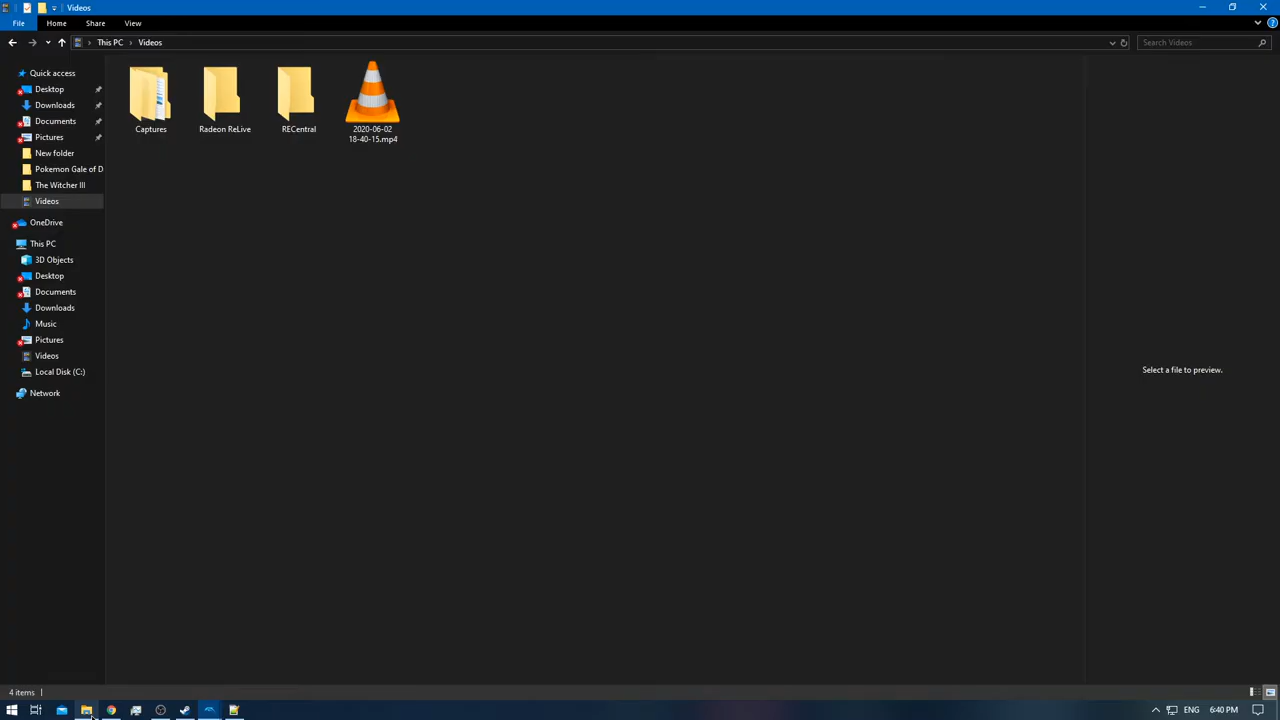 Videos
File Home Share View
This PC Videos
Search Videos
Quick access
Desktop
Downloads
Documents
Pictures
New folder
Pokemon Gale of D
The Witcher III
Videos
OneDrive
This PC
3D Objects
Desktop
Documents
Downloads
Music
Pictures
Videos
Local Disk (C:)
Network
Captures
Radeon ReLive
RECentral
2020-06-02
18-40-15.mp4
Select a file to preview.
4 items
ENG 6:40 PM